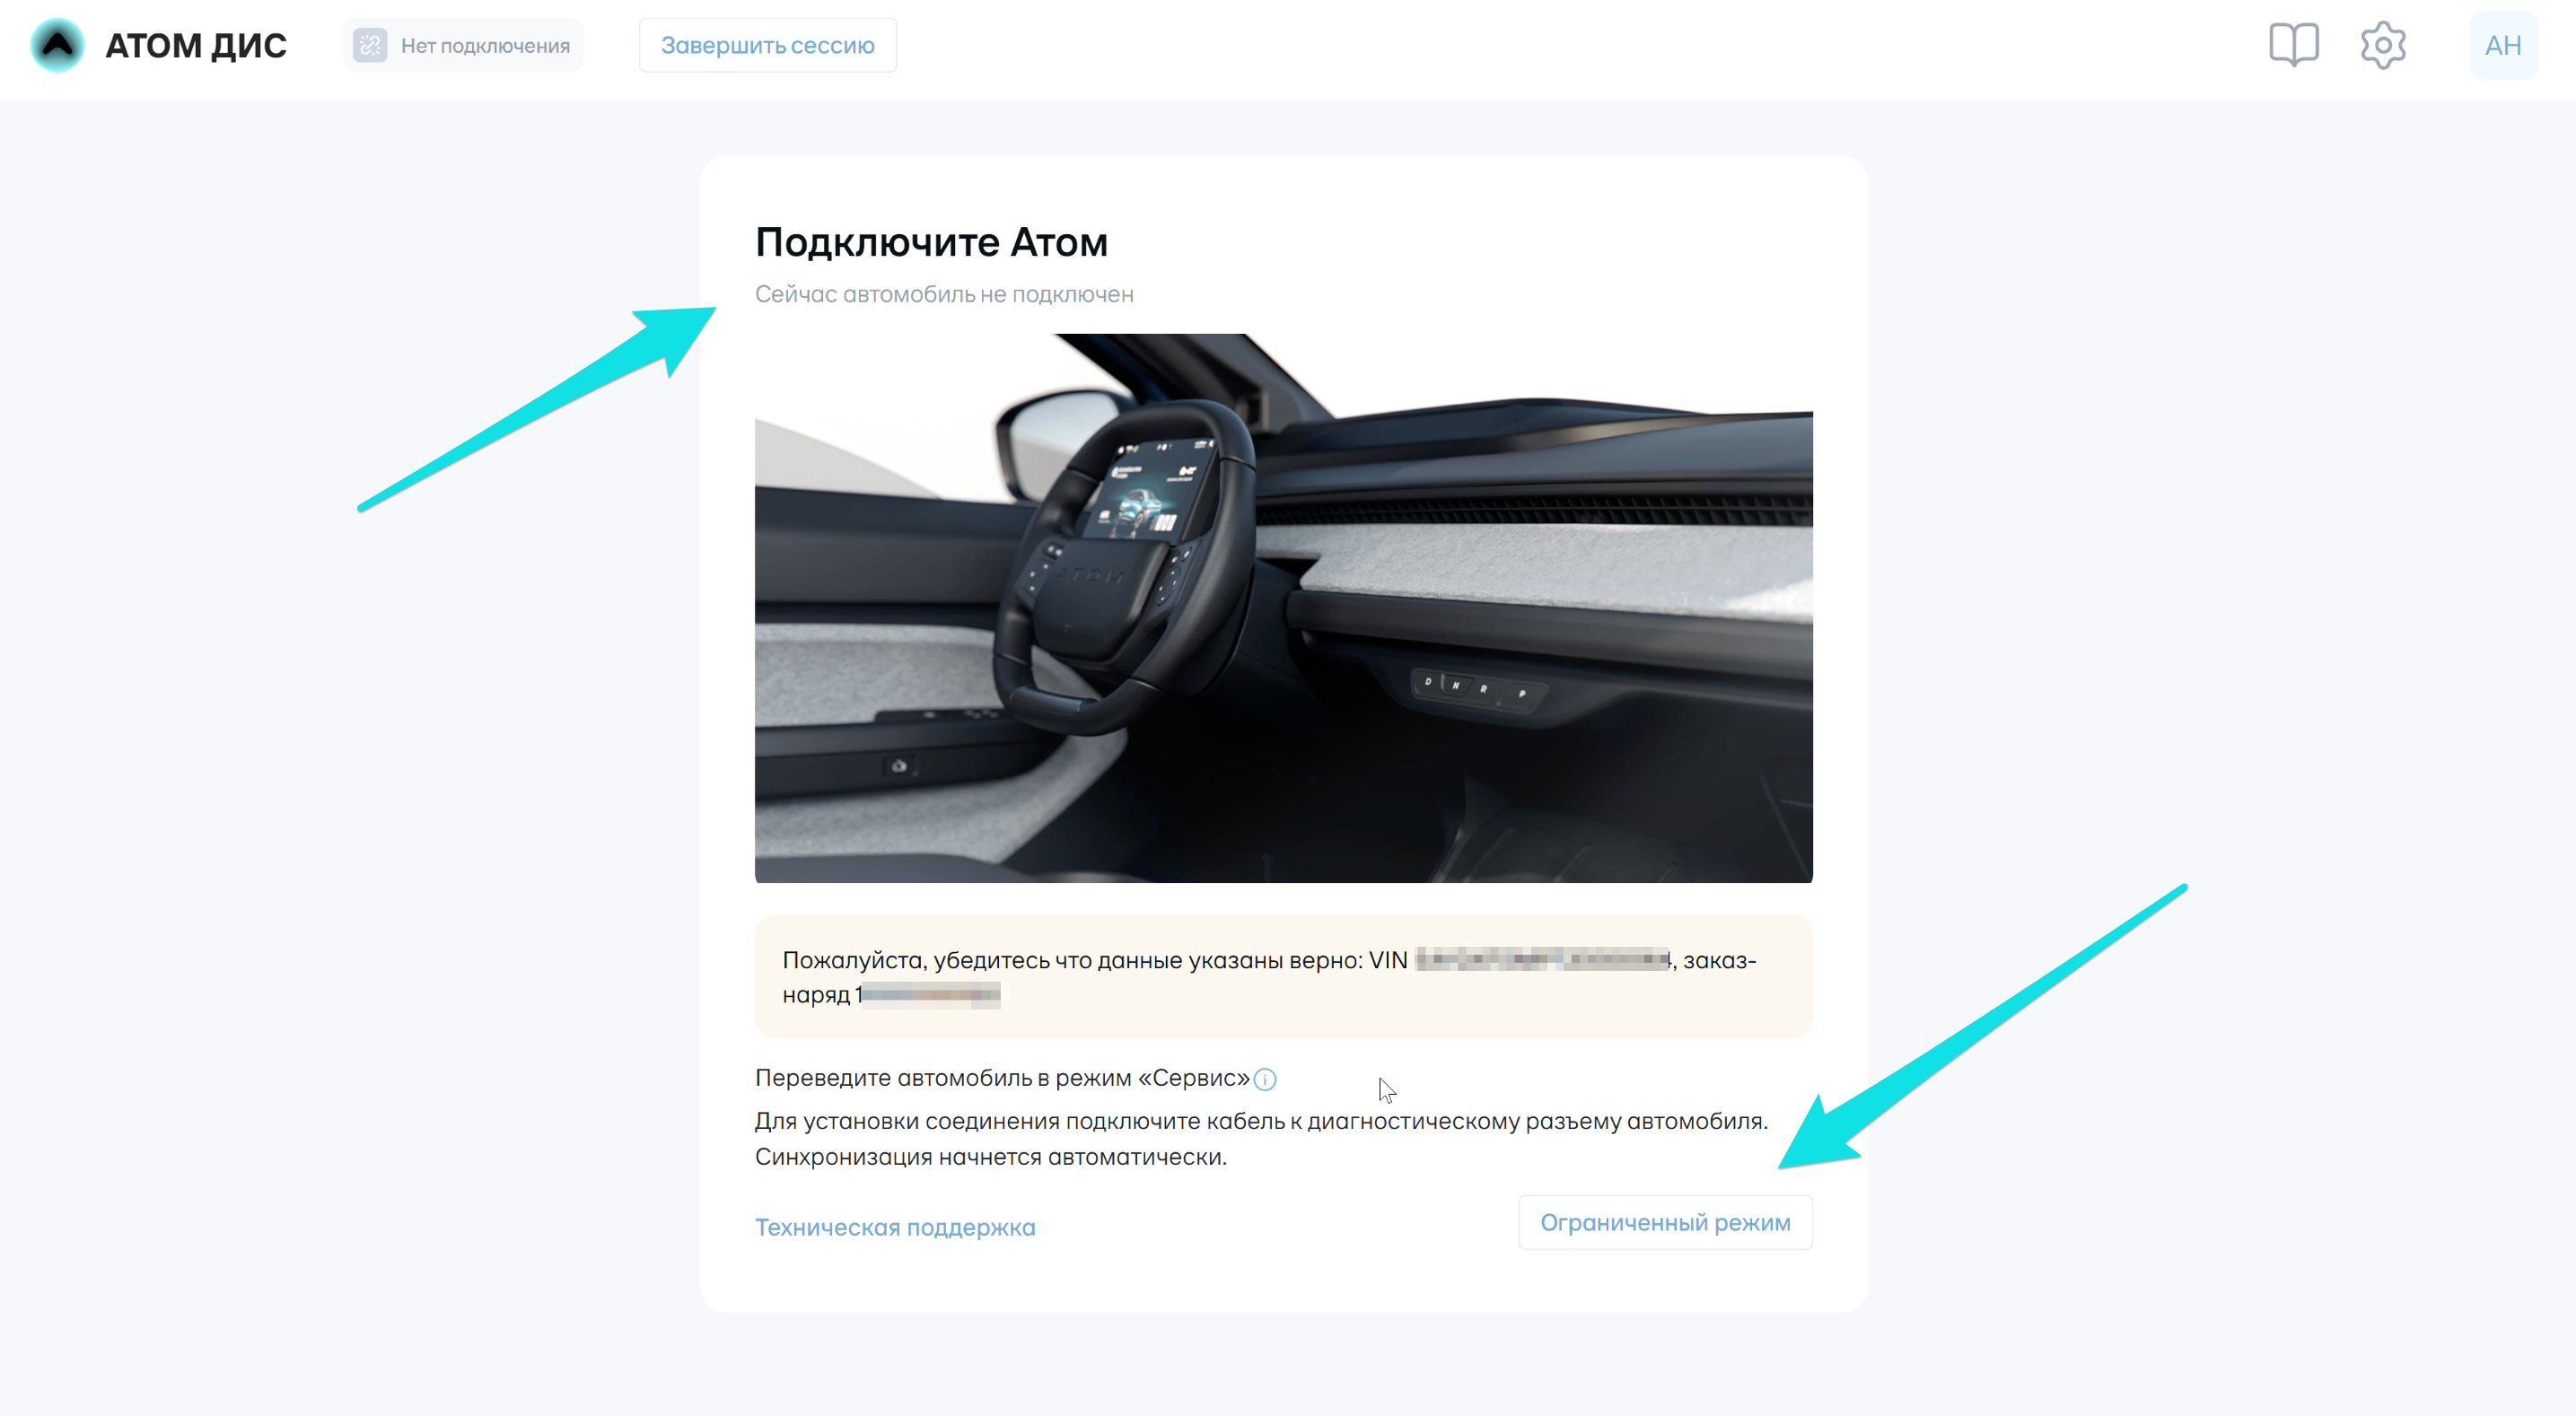 АТОМ ДИС
Нет подключения
Завершить сессию
АН
Подключите Атом
Сейчас автомобиль не подключен
ATOM
D N R P
Пожалуйста, убедитесь что данные указаны верно: VIN , заказ-
наряд
Переведите автомобиль в режим «Сервис»
Для установки соединения подключите кабель к диагностическому разъему автомобиля.
Синхронизация начнется автоматически.
Техническая поддержка
Ограниченный режим